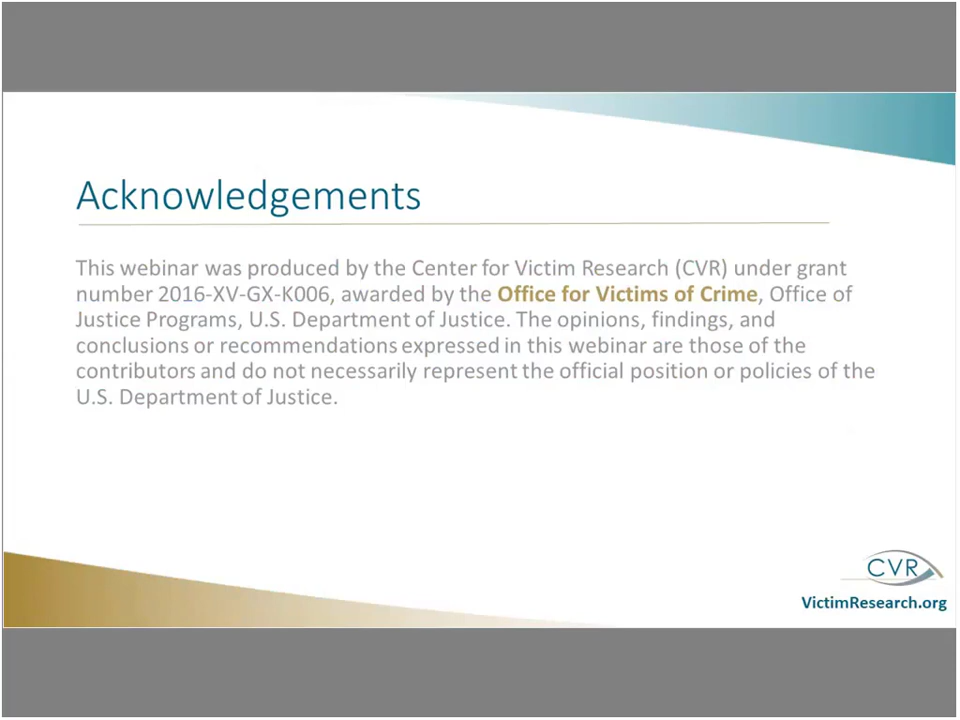 Acknowledgements
This webinar was produced by the Center for Victim Research (CVR) under grant
number 2016-XV-GX-K006, awarded by the Office for Victims of Crime, Office of
Justice Programs, U.S. Department of Justice. The opinions, findings, and
conclusions or recommendations expressed in this webinar are those of the
contributors and do not necessarily represent the official position or policies of the
U.S. Department of Justice.
CVR
VictimResearch.org